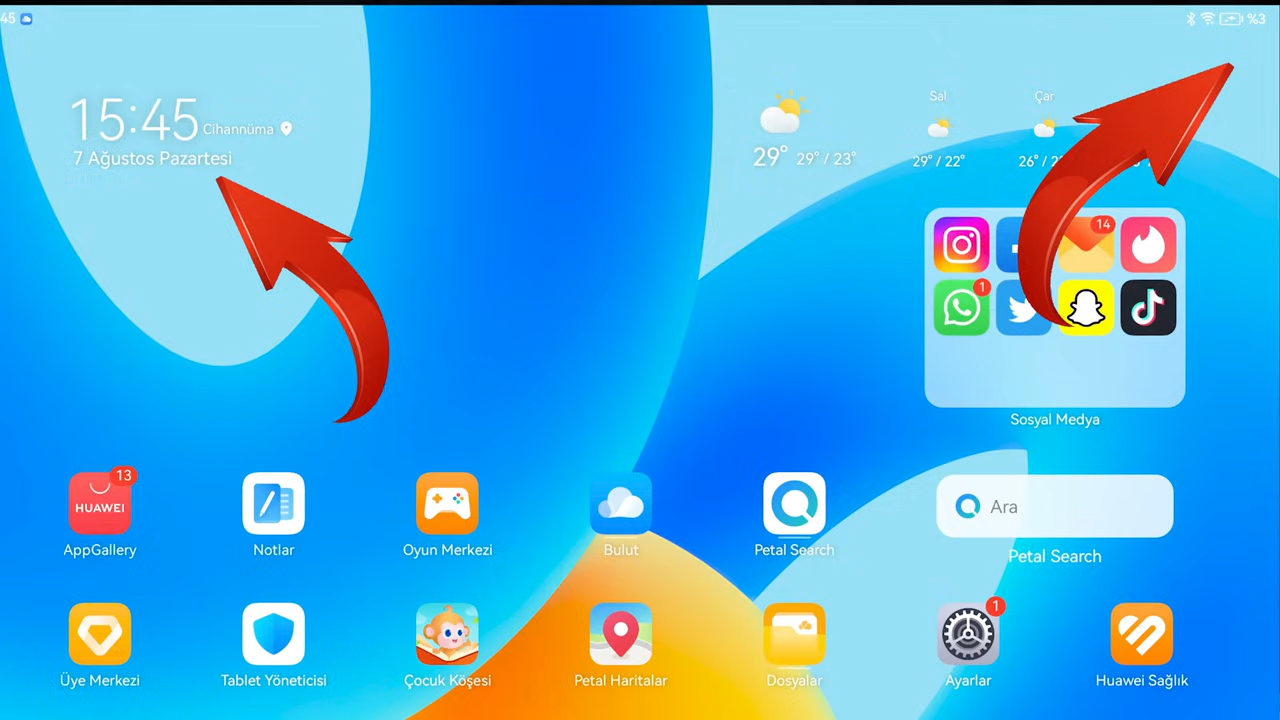 45
%3
15:45 Cihannüma
7 Ağustos Pazartesi
29° 29° / 23°
Sal
29° / 22°
Çar
14
1
Sosyal Medya
13
HUAWEI
AppGallery
Notlar
Oyun Merkezi
Bulut
Petal Search
Ara
Petal Search
Üye Merkezi
Tablet Yöneticisi
Çocuk Köşesi
Petal Haritalar
Dosyalar
1
Ayarlar
Huawei Sağlık